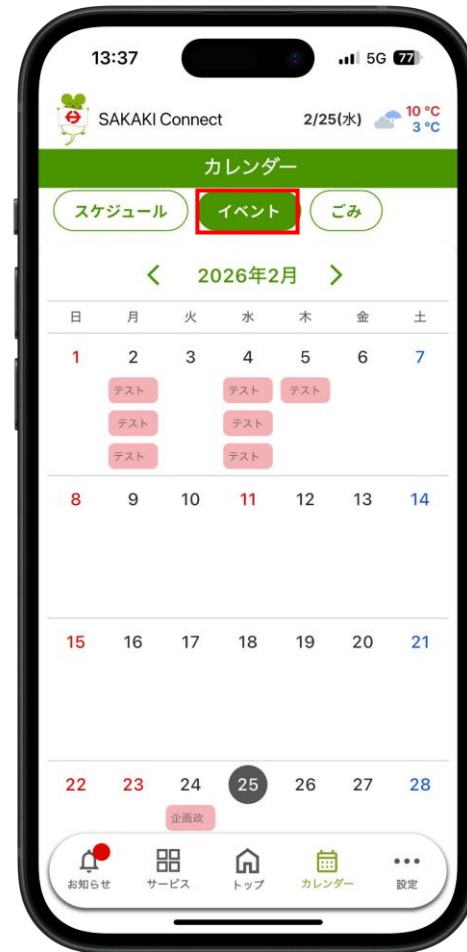 13:37 5G 77
SAKAKI Connect 2/25(水) 10 °C
3 °C
カレンダー
スケジュール イベント ごみ
2026年2月
日 月 火 水 木 金 土
1 2 3 4 5 6 7
テスト テスト テスト
テスト テスト
テスト テスト
8 9 10 11 12 13 14
15 16 17 18 19 20 21
22 23 24 25 26 27 28
企画政
お知らせ サービス トップ カレンダー 設定